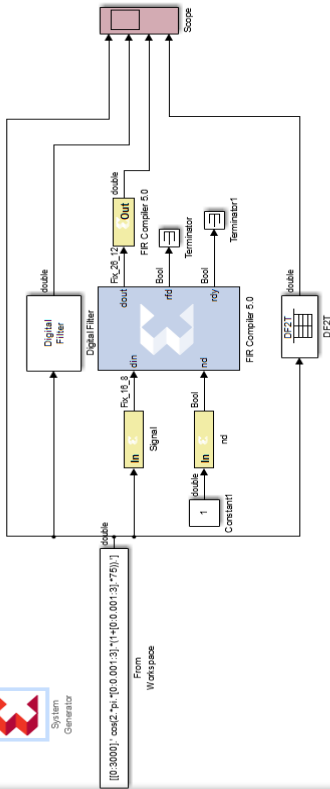 System
Generator
[[0:3000].' cos(2.*pi.*[0:0.001:3].*(1+[0:0.001:3].*75)).']
double
From
Workspace
double
Digital
Filter
Digital Filter
In
Signal
Fix_16_8
1
Constant1
double
In
nd
Bool
din
nd
dout
rfd
rdy
FIR Compiler 5.0
Fix_26_12
Out
double
FIR Compiler 5.0
Bool
Terminator
Bool
Terminator1
DF2T
double
DF2T
Scope